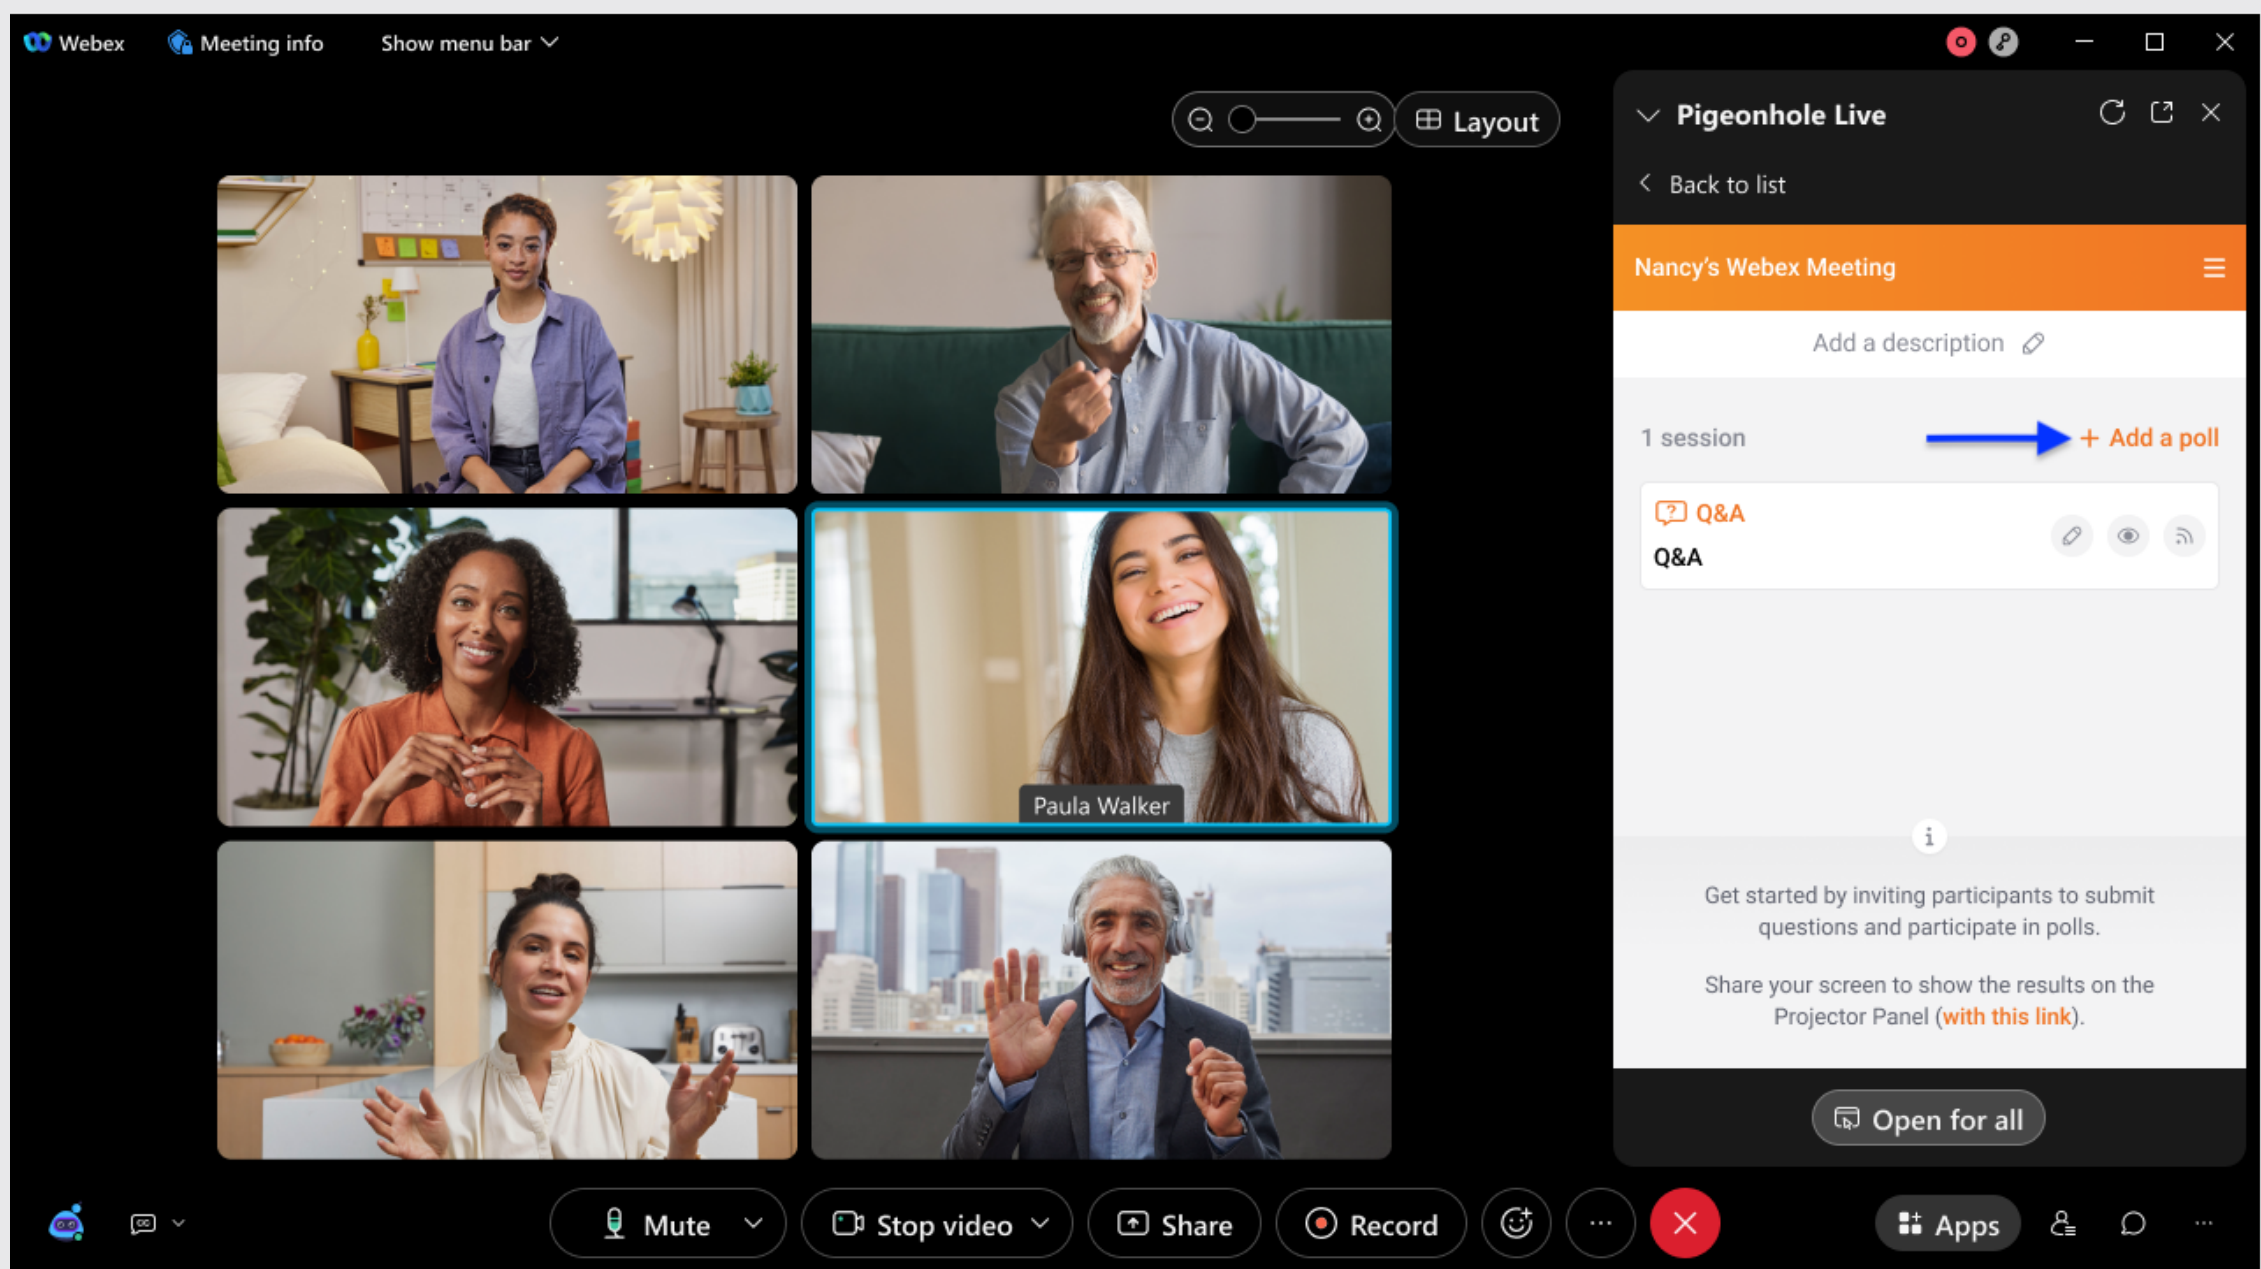 Webex
Meeting info
Show menu bar
Layout
Pigeonhole Live
Back to list
Nancy's Webex Meeting
Add a description
1 session
+ Add a poll
Q&A
Q&A
Paula Walker
i
Get started by inviting participants to submit
questions and participate in polls.
Share your screen to show the results on the
Projector Panel (with this link).
Open for all
Mute
Stop video
Share
Record
Apps